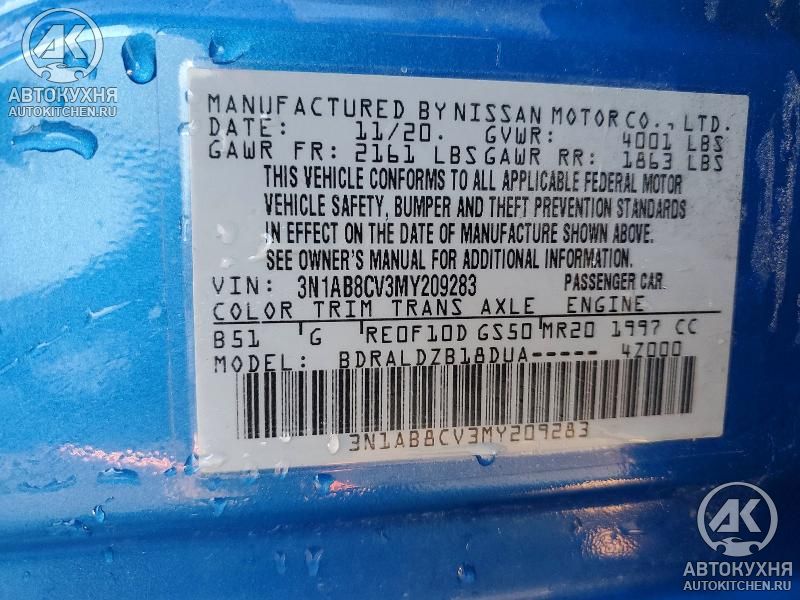 АК
АВТОКУХНЯ
AUTOKITCHEN.RU
MANUFACTURED BY NISSAN MOTOR CO., LTD.
DATE: 11/20. GVWR: 4001 LBS
GAWR FR: 2161 LBS GAWR RR: 1863 LBS
THIS VEHICLE CONFORMS TO ALL APPLICABLE FEDERAL MOTOR
VEHICLE SAFETY, BUMPER AND THEFT PREVENTION STANDARDS
IN EFFECT ON THE DATE OF MANUFACTURE SHOWN ABOVE.
SEE OWNER'S MANUAL FOR ADDITIONAL INFORMATION.
VIN: 3N1AB8CV3MY209283 PASSENGER CAR
COLOR TRIM TRANS AXLE ENGINE
B51 G RE0F10D GS50 MR20 1997 CC
MODEL: BDRALDZB18DUA----- 4Z000
3N1AB8CV3MY209283
АК
АВТОКУХНЯ
AUTOKITCHEN.RU